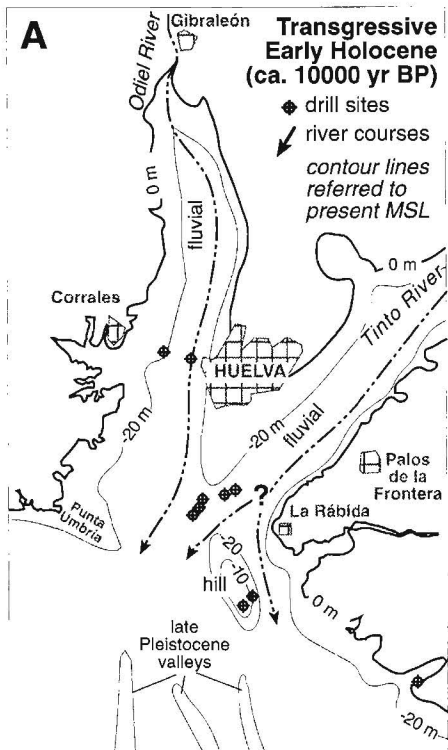 A
Gibraleón
Transgressive
Early Holocene
(ca. 10000 yr BP)
drill sites
river courses
contour lines
referred to
present MSL
Odiel River
0 m
fluvial
0 m
Tinto River
Corrales
HUELVA
-20 m
-20 m
fluvial
Palos
de la
Frontera
?
La Rábida
Punta
Umbría
-20
-10
hill
0 m
late
Pleistocene
valleys
-20 m